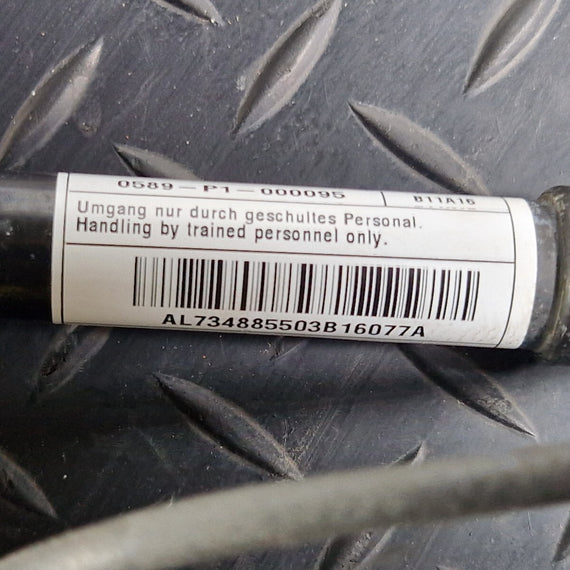 0589-P1-000095
B11A16
Umgang nur durch geschultes Personal.
Handling by trained personnel only.
AL734885503B16077A